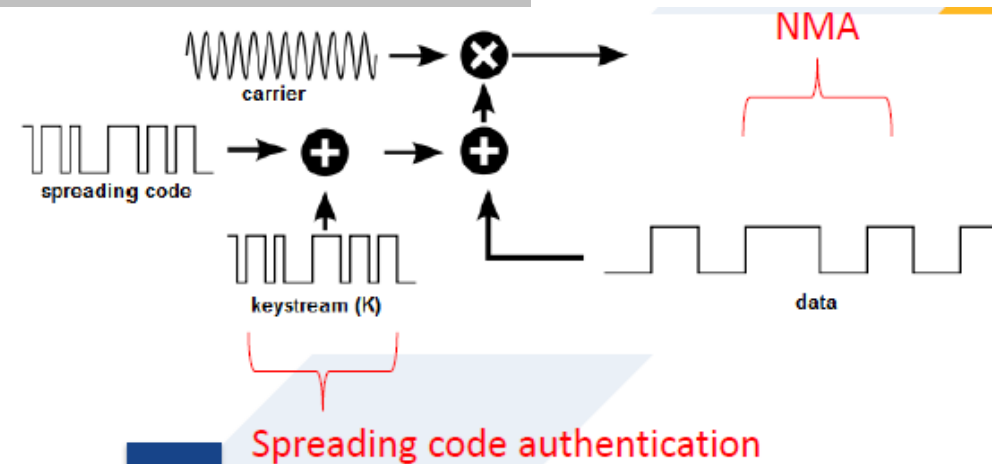 NMA
carrier
spreading code
keystream (K)
data
Spreading code authentication